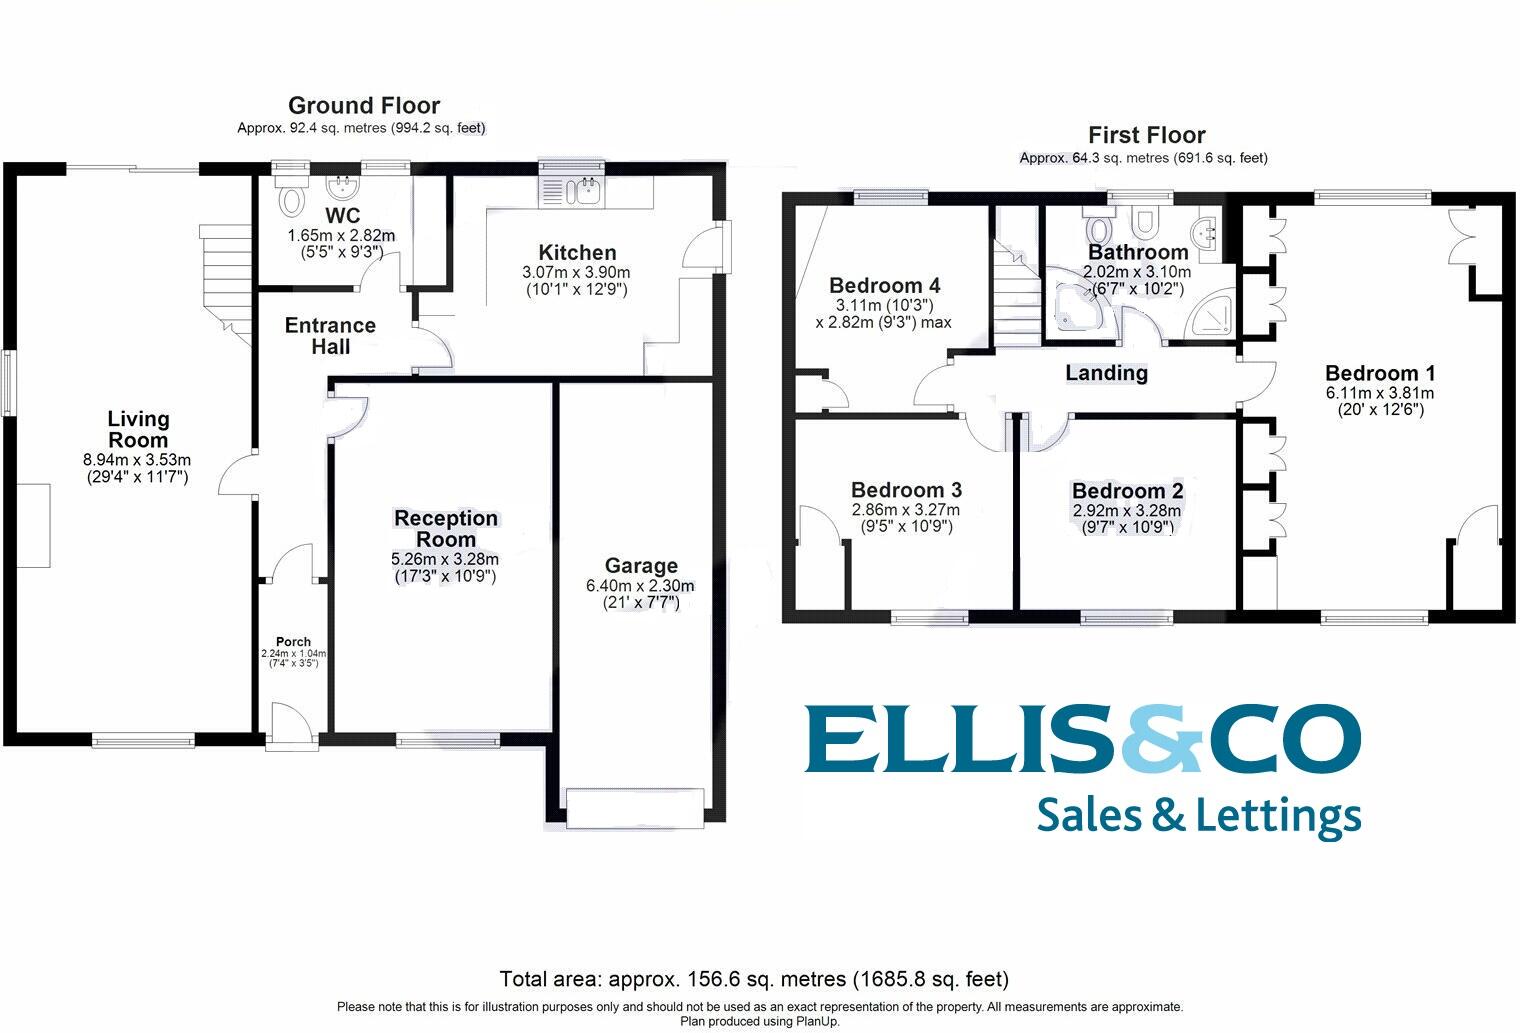 Ground Floor
Approx. 92.4 sq. metres (994.2 sq. feet)
WC
1.65m x 2.82m
(5'5" x 9'3")
Kitchen
3.07m x 3.90m
(10'1" x 12'9")
Entrance
Hall
Living
Room
8.94m x 3.53m
(29'4" x 11'7")
Reception
Room
5.26m x 3.28m
(17'3" x 10'9")
Garage
6.40m x 2.30m
(21' x 7'7")
Porch
2.24m x 1.04m
(7'4" x 3'5")
First Floor
Approx. 64.3 sq. metres (691.6 sq. feet)
Bathroom
2.02m x 3.10m
(6'7" x 10'2")
Bedroom 4
3.11m (10'3")
x 2.82m (9'3") max
Landing
Bedroom 1
6.11m x 3.81m
(20' x 12'6")
Bedroom 3
2.86m x 3.27m
(9'5" x 10'9")
Bedroom 2
2.92m x 3.28m
(9'7" x 10'9")
ELLIS&CO
Sales & Lettings
Total area: approx. 156.6 sq. metres (1685.8 sq. feet)
Please note that this is for illustration purposes only and should not be used as an exact representation of the property. All measurements are approximate.
Plan produced using PlanUp.